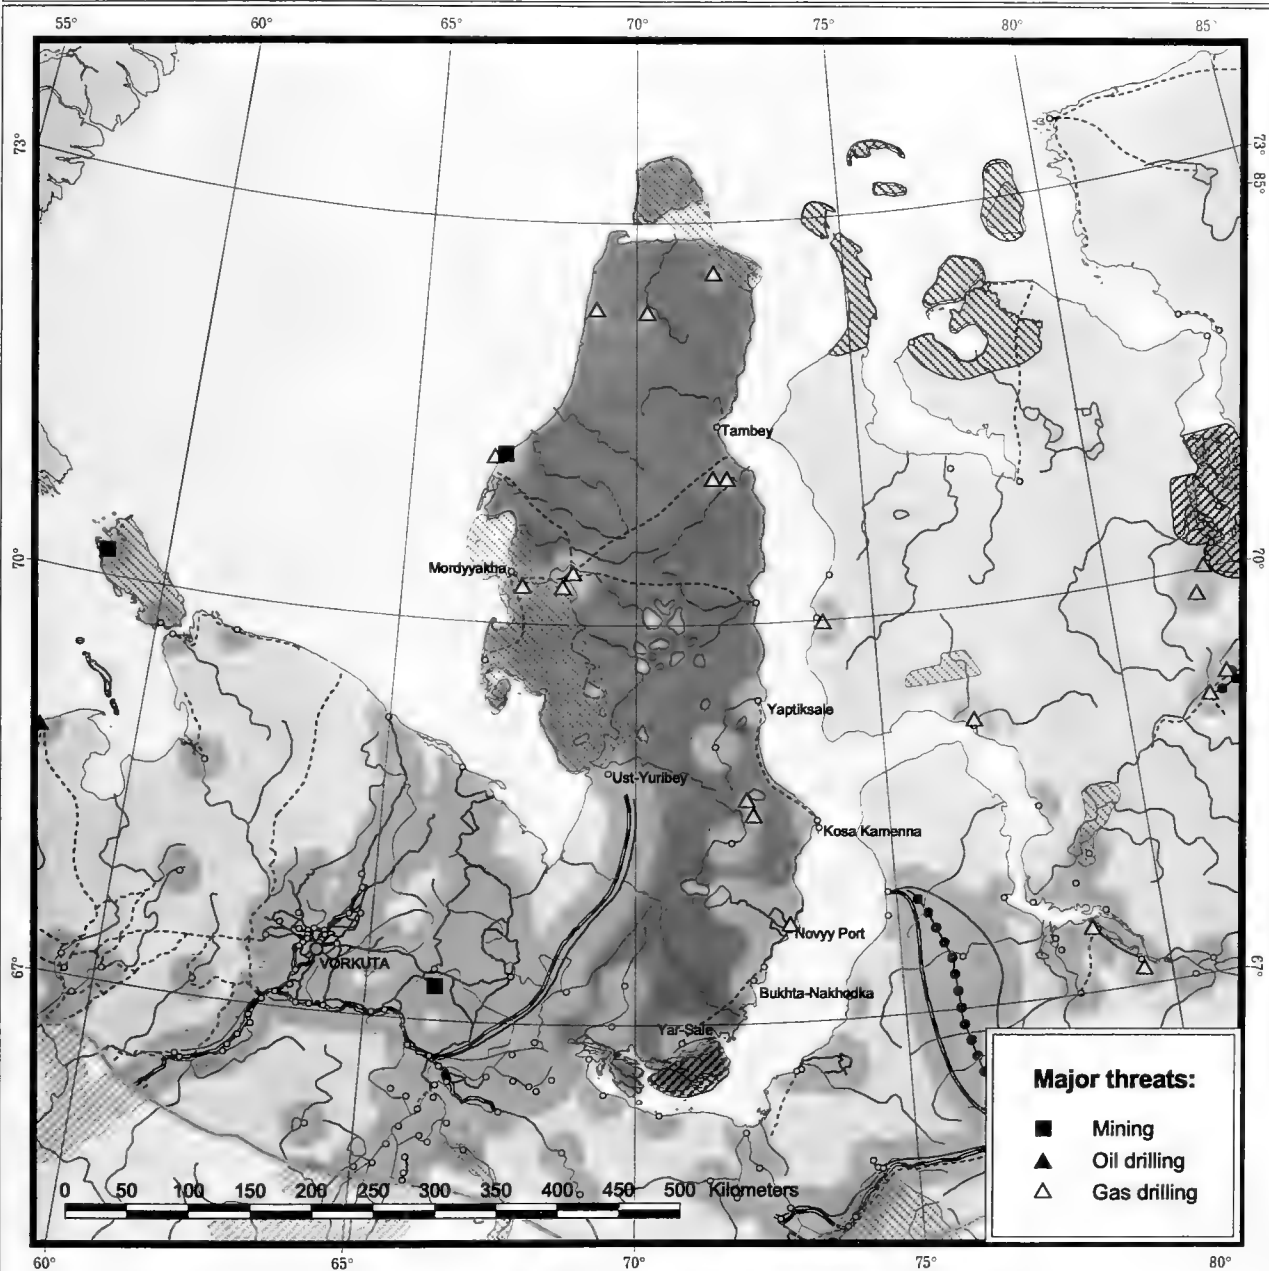 55° 60° 65° 70° 75° 80° 85°
73° 73°
85°
Tambey
70° Mordyyakha 70°
Yaptiksale
Ust-Yuribey
Kosa Kamenna
Novyy Port
67° VORKUTA 67°
Bukhta-Nakhodka
Yar-Sale
Major threats:
Mining
Oil drilling
Gas drilling
0 50 100 150 200 250 300 350 400 450 500 Kilometers
60° 65° 70° 75° 80°